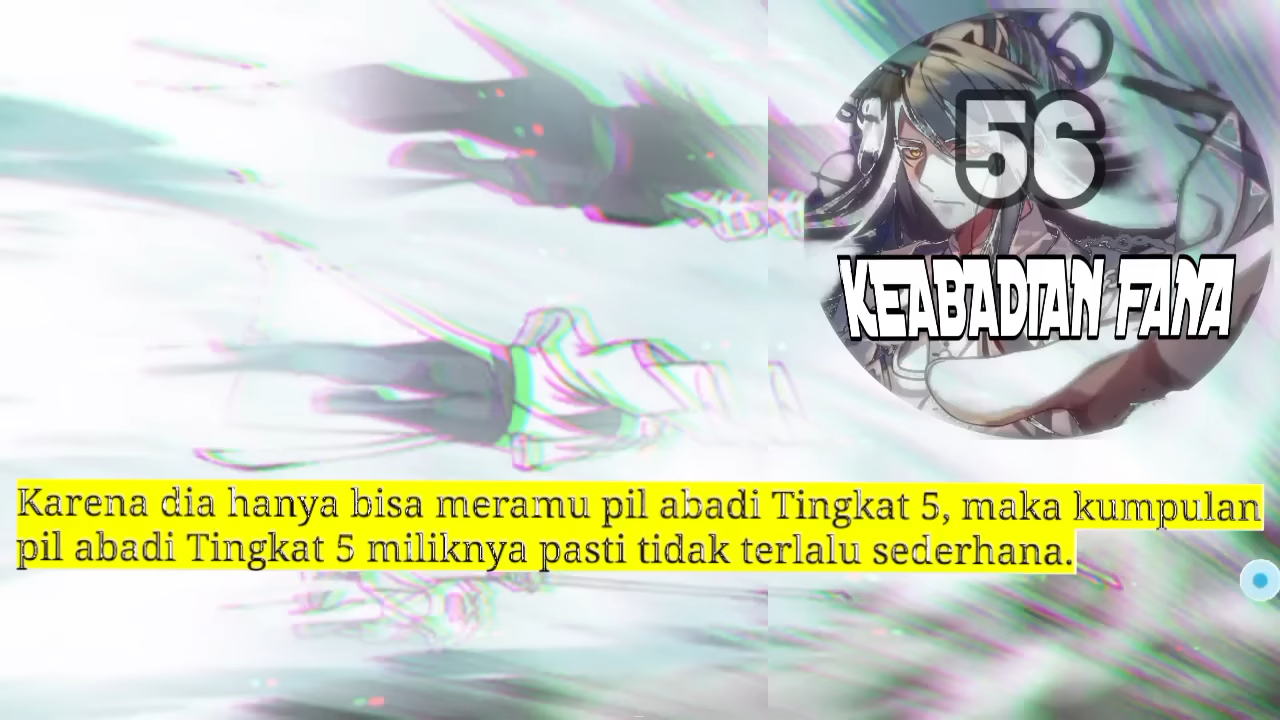 56
KEABADIAN FANA
Karena dia hanya bisa meramu pil abadi Tingkat 5, maka kumpulan
pil abadi Tingkat 5 miliknya pasti tidak terlalu sederhana.